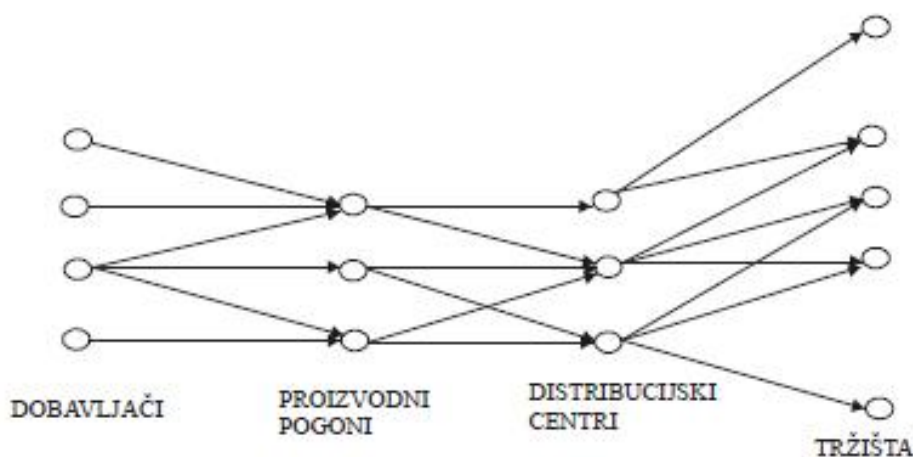 DOBAVLJAČI
PROIZVODNI
POGONI
DISTRIBUCIJSKI
CENTRI
TRŽIŠTA